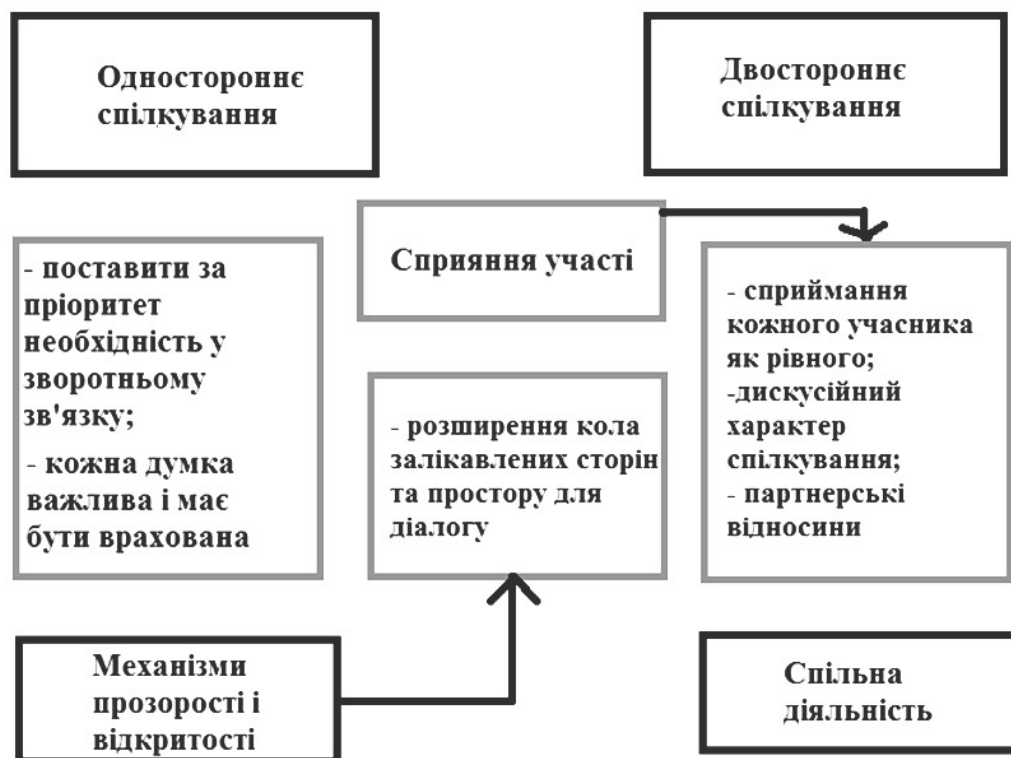 Одностороннє
спілкування
Двостороннє
спілкування
Сприяння участі
- поставити за
пріоритет
необхідність у
зворотньому
зв'язку;
- кожна думка
важлива і має
бути врахована
- розширення кола
залікавлених сторін
та простору для
діалогу
- сприймання
кожного учасника
як рівного;
-дискусійний
характер
спілкування;
- партнерські
відносини
Механізми
прозорості і
відкритості
Спільна
діяльність